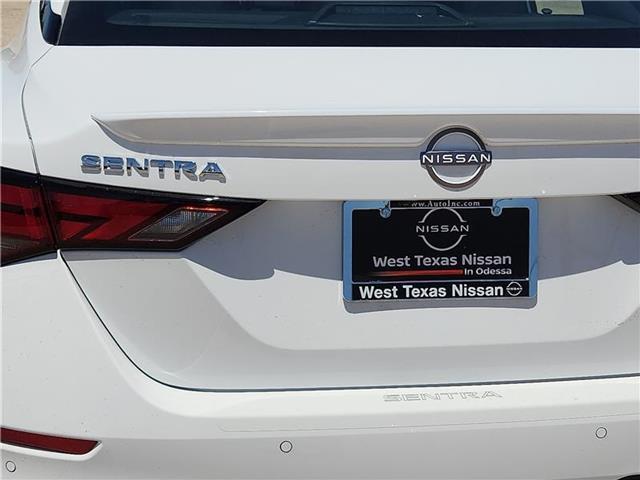 SENTRA
NISSAN
www.AutoInc.com
NISSAN
West Texas Nissan
In Odessa
West Texas Nissan
SENTRA